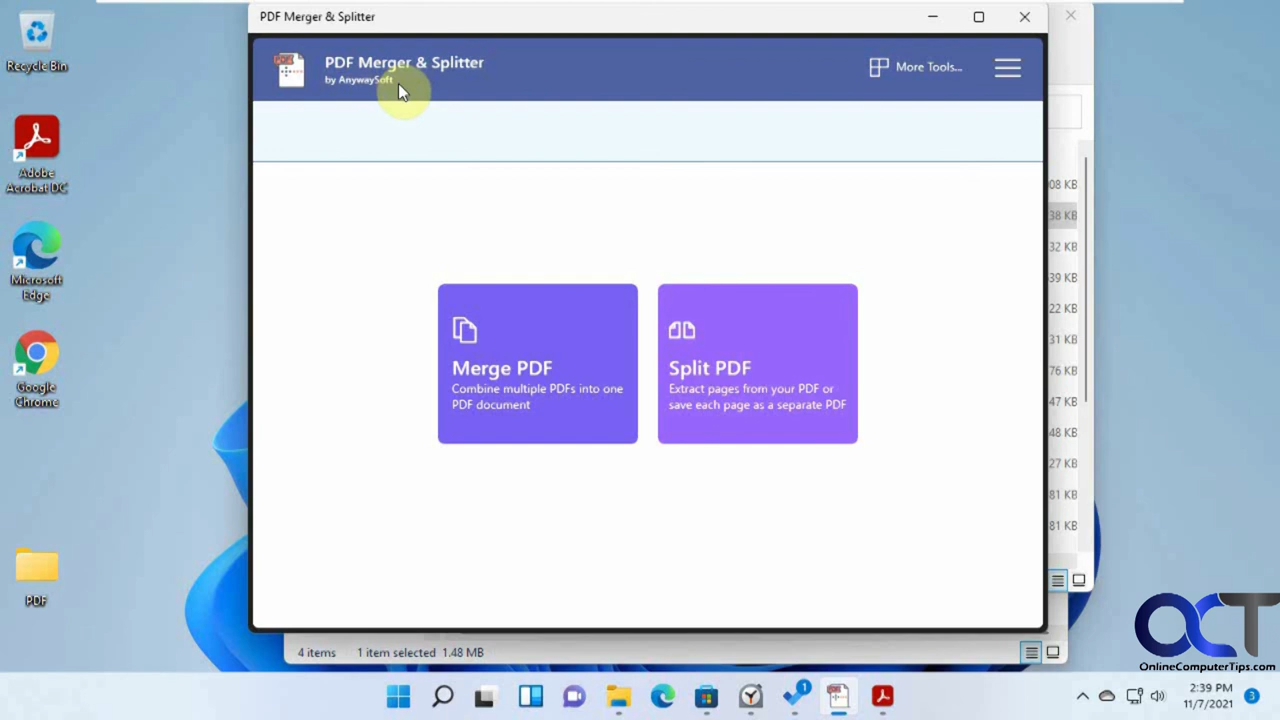 PDF Merger & Splitter
Recycle Bin
PDF Merger & Splitter
by AnywaySoft
More Tools...
Adobe
Acrobat DC
08 KB
38 KB
Microsoft
Edge
32 KB
39 KB
22 KB
31 KB
Merge PDF
Combine multiple PDFs into one
PDF document
Split PDF
Extract pages from your PDF or
save each page as a separate PDF
76 KB
47 KB
Google
Chrome
48 KB
27 KB
81 KB
81 KB
PDF
4 items
1 item selected 1.48 MB
OCT
OnlineComputerTips.com
1
2:39 PM
11/7/2021
3